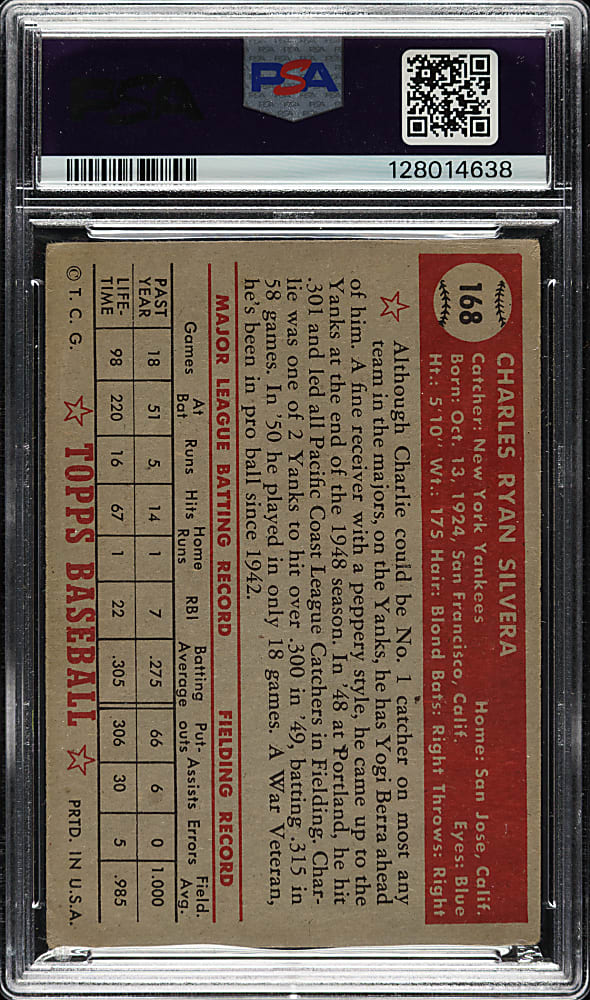 PSA
128014638
168
CHARLES RYAN SILVERA
Catcher: New York Yankees Home: San Jose, Calif.
Born: Oct. 13, 1924, San Francisco, Calif. Eyes: Blue
Ht.: 5'10" Wt.: 175 Hair: Blond Bats: Right Throws: Right
Although Charlie could be No. 1 catcher on most any
team in the majors, on the Yanks, he has Yogi Berra ahead
of him. A fine receiver with a peppery style, he came up to the
Yanks at the end of the 1948 season. In '48 at Portland, he hit
.301 and led all Pacific Coast League Catchers in Fielding. Char-
lie was one of 2 Yanks to hit over .300 in '49, batting .315 in
58 games. In '50 he played in only 18 games. A War Veteran,
he's been in pro ball since 1942.
MAJOR LEAGUE BATTING RECORD FIELDING RECORD
Games At Bat Runs Hits Home Runs RBI Batting Average Put-outs Assists Errors Field. Avg.
PAST YEAR 18 51 5 14 1 7 .275 66 6 0 1.000
LIFE-TIME 98 220 16 67 1 22 .305 306 30 5 .985
© T. C. G. TOPPS BASEBALL PRTD. IN U.S.A.